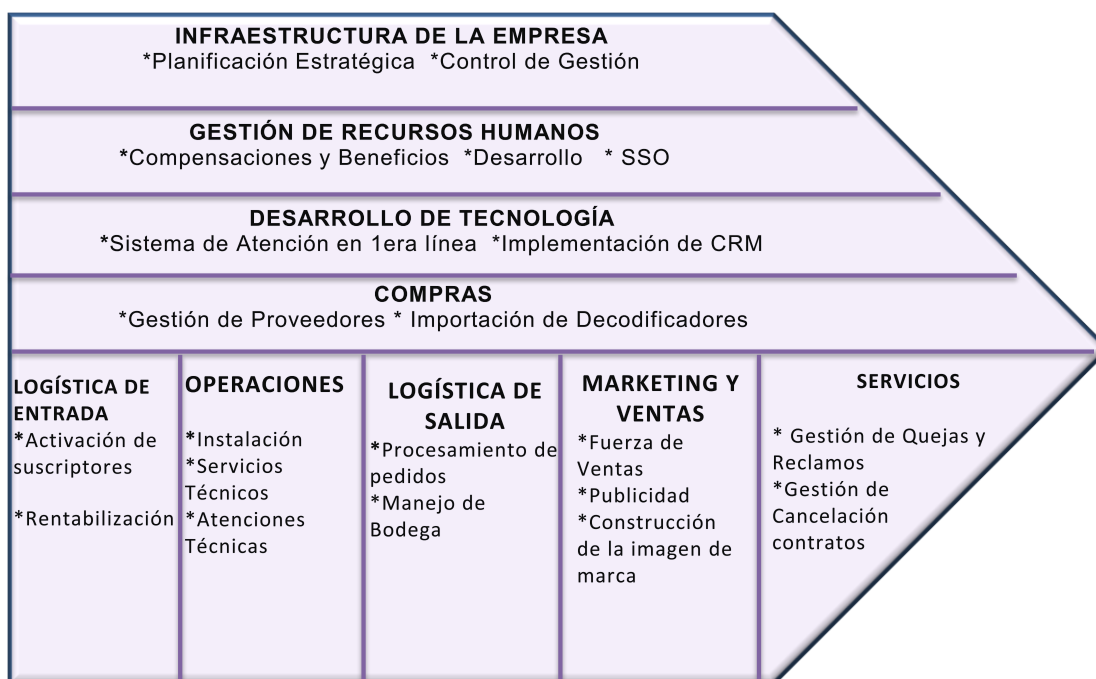 INFRAESTRUCTURA DE LA EMPRESA
*Planificación Estratégica *Control de Gestión
GESTIÓN DE RECURSOS HUMANOS
*Compensaciones y Beneficios *Desarrollo * SSO
DESARROLLO DE TECNOLOGÍA
*Sistema de Atención en 1era línea *Implementación de CRM
COMPRAS
*Gestión de Proveedores * Importación de Decodificadores
LOGÍSTICA DE
ENTRADA
*Activación de
suscriptores
*Rentabilización
OPERACIONES
*Instalación
*Servicios
Técnicos
*Atenciones
Técnicas
LOGÍSTICA DE
SALIDA
*Procesamiento de
pedidos
*Manejo de
Bodega
MARKETING Y
VENTAS
*Fuerza de
Ventas
*Publicidad
*Construcción
de la imagen de
marca
SERVICIOS
* Gestión de Quejas y
Reclamos
*Gestión de
Cancelación
contratos